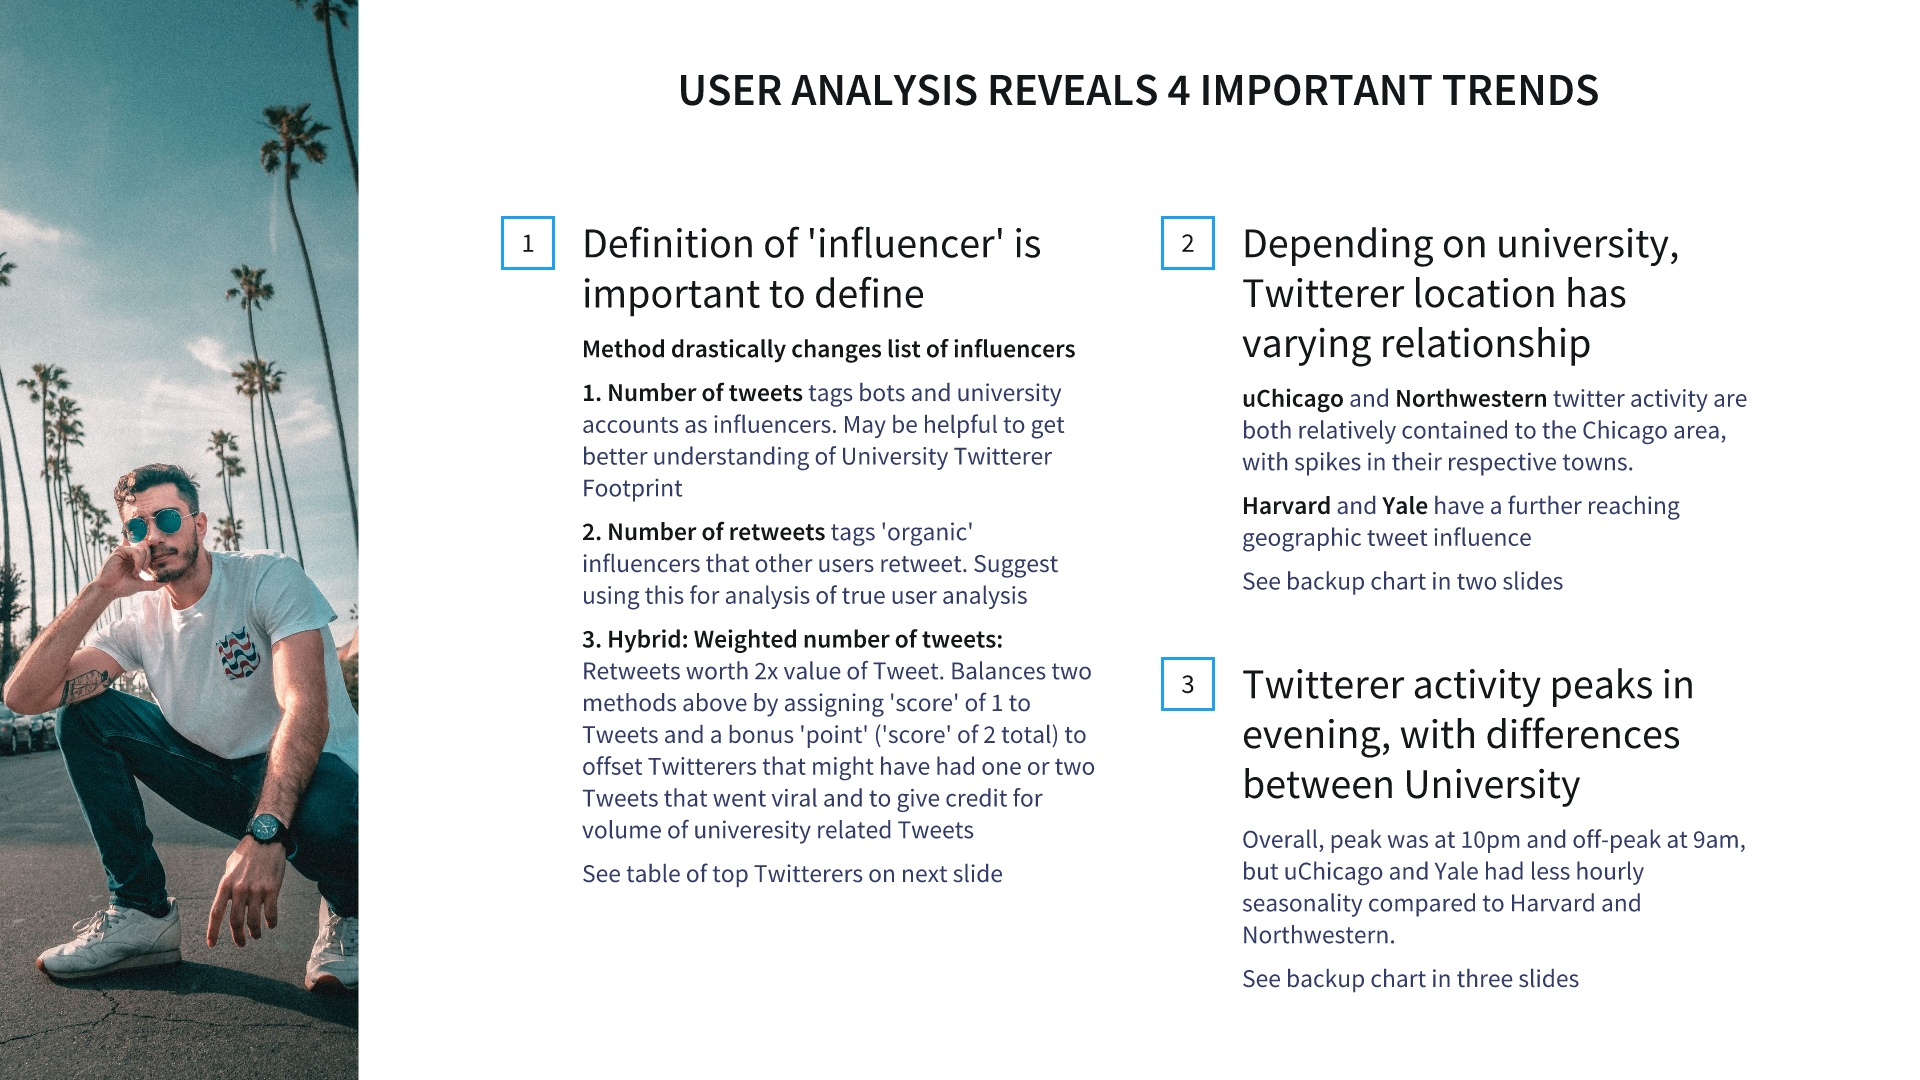 USER ANALYSIS REVEALS 4 IMPORTANT TRENDS
1
Definition of 'influencer' is
important to define
Method drastically changes list of influencers
1. Number of tweets tags bots and university
accounts as influencers. May be helpful to get
better understanding of University Twitterer
Footprint
2. Number of retweets tags 'organic'
influencers that other users retweet. Suggest
using this for analysis of true user analysis
3. Hybrid: Weighted number of tweets:
Retweets worth 2x value of Tweet. Balances two
methods above by assigning 'score' of 1 to
Tweets and a bonus 'point' ('score' of 2 total) to
offset Twitterers that might have had one or two
Tweets that went viral and to give credit for
volume of univeresity related Tweets
See table of top Twitterers on next slide
2
Depending on university,
Twitterer location has
varying relationship
uChicago and Northwestern twitter activity are
both relatively contained to the Chicago area,
with spikes in their respective towns.
Harvard and Yale have a further reaching
geographic tweet influence
See backup chart in two slides
3
Twitterer activity peaks in
evening, with differences
between University
Overall, peak was at 10pm and off-peak at 9am,
but uChicago and Yale had less hourly
seasonality compared to Harvard and
Northwestern.
See backup chart in three slides